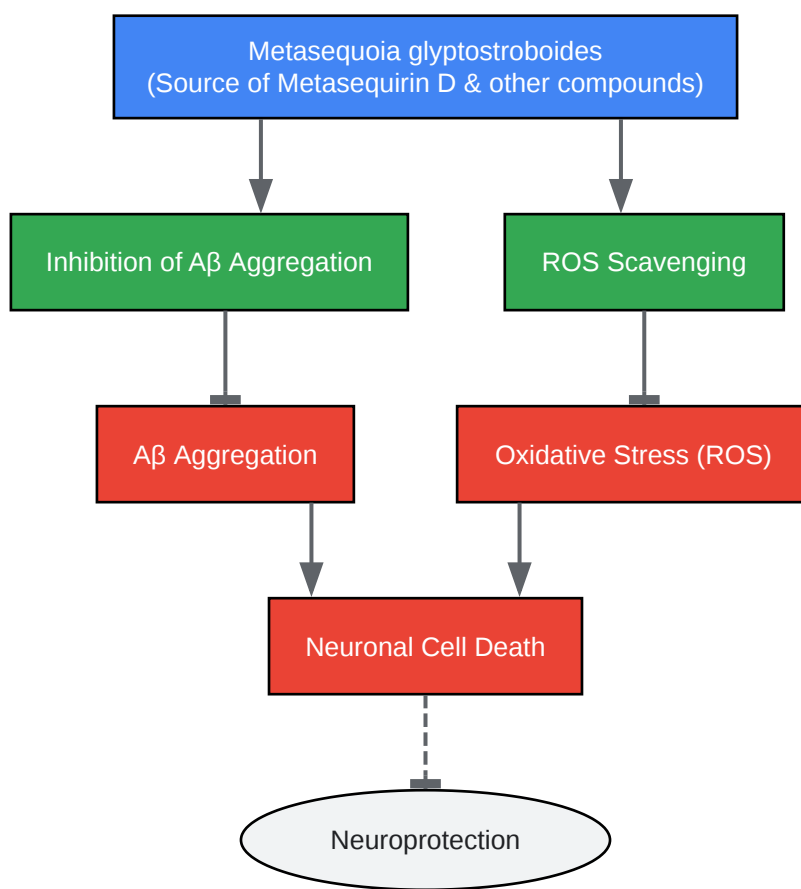 Metasequoia glyptostroboides
(Source of Metasequirin D & other compounds)
Inhibition of Aβ Aggregation
ROS Scavenging
Aβ Aggregation
Oxidative Stress (ROS)
Neuronal Cell Death
Neuroprotection